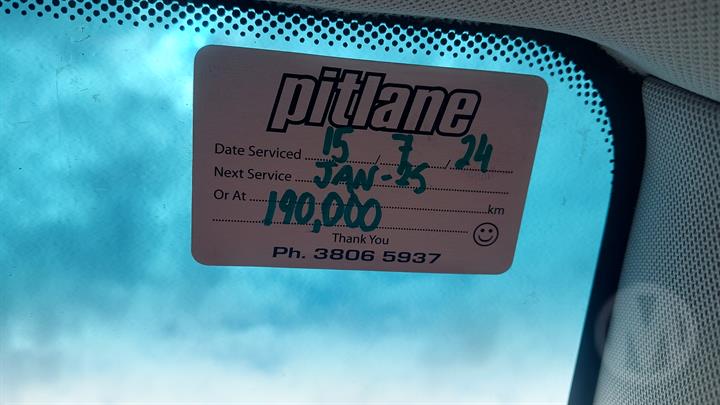 pitlane
Date Serviced 15 / 7 / 24
Next Service JAN-25
Or At 190,000 km
Thank You
Ph. 3806 5937